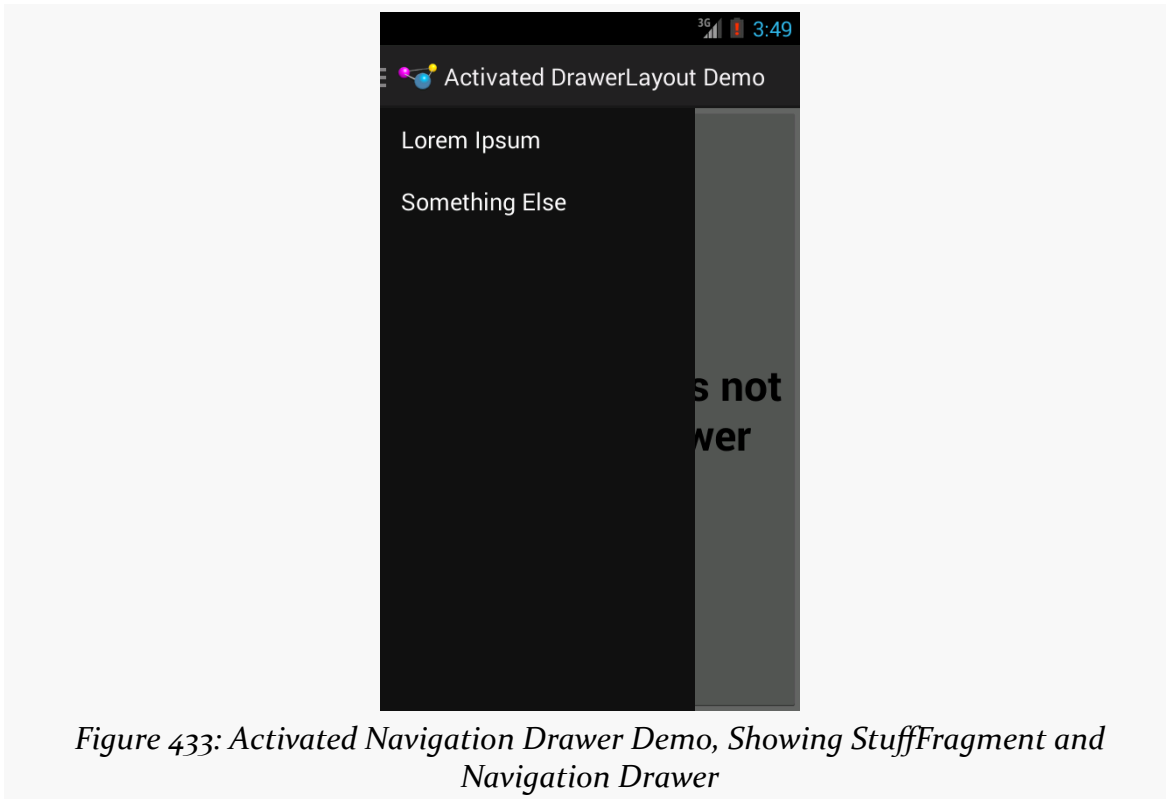 3G 3:49
Activated DrawerLayout Demo
Lorem Ipsum
Something Else
s not
wer
Figure 433: Activated Navigation Drawer Demo, Showing StuffFragment and
Navigation Drawer